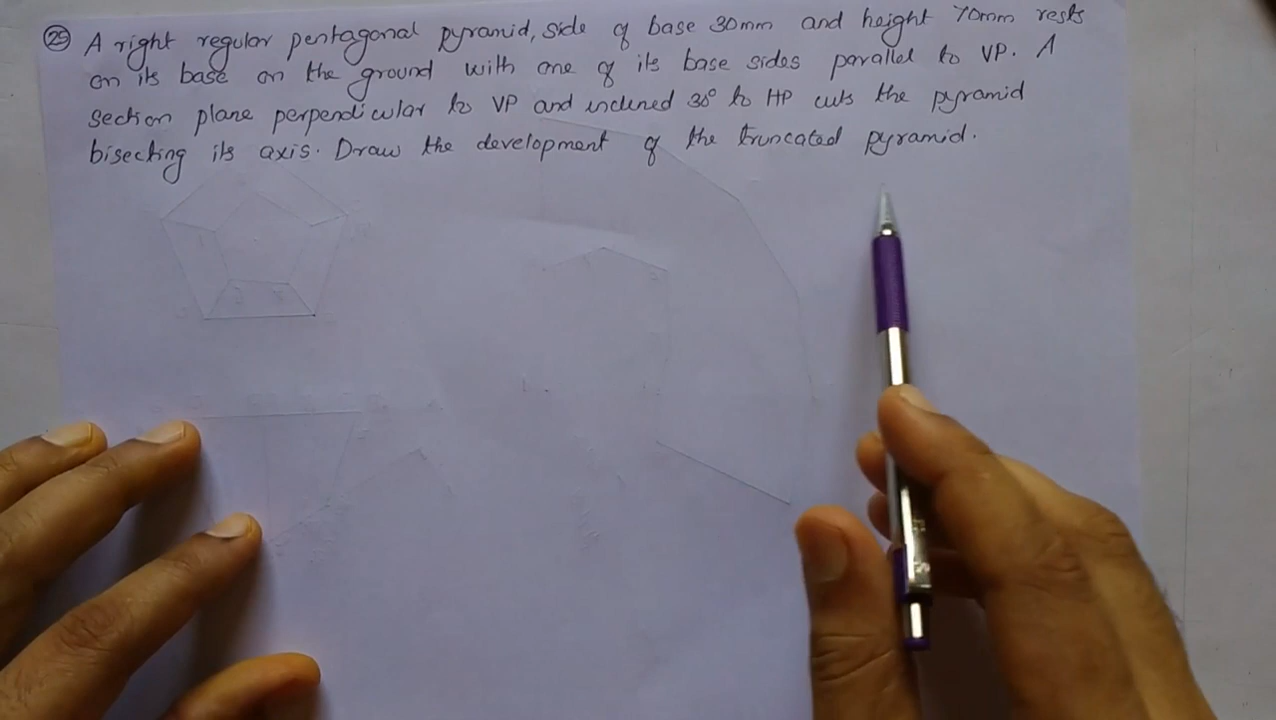 25 A right regular pentagonal pyramid, side of base 30mm and height 70mm rests
on its base on the ground with one of its base sides parallel to VP. A
section plane perpendicular to VP and inclined 30° to HP cuts the pyramid
bisecting its axis. Draw the development of the truncated pyramid.